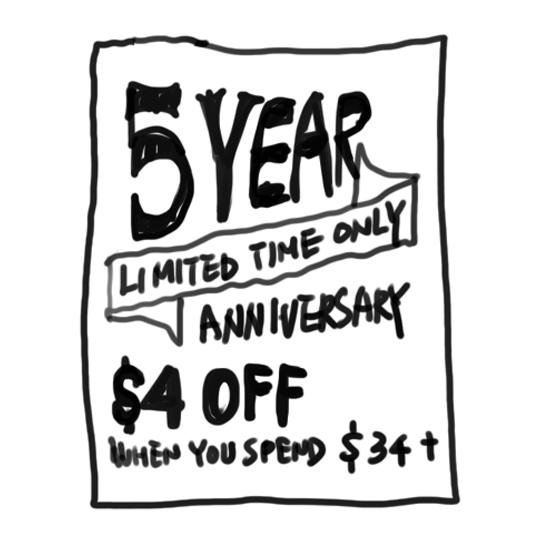 5 YEAR
LIMITED TIME ONLY
ANNIVERSARY
$4 OFF
WHEN YOU SPEND $34+